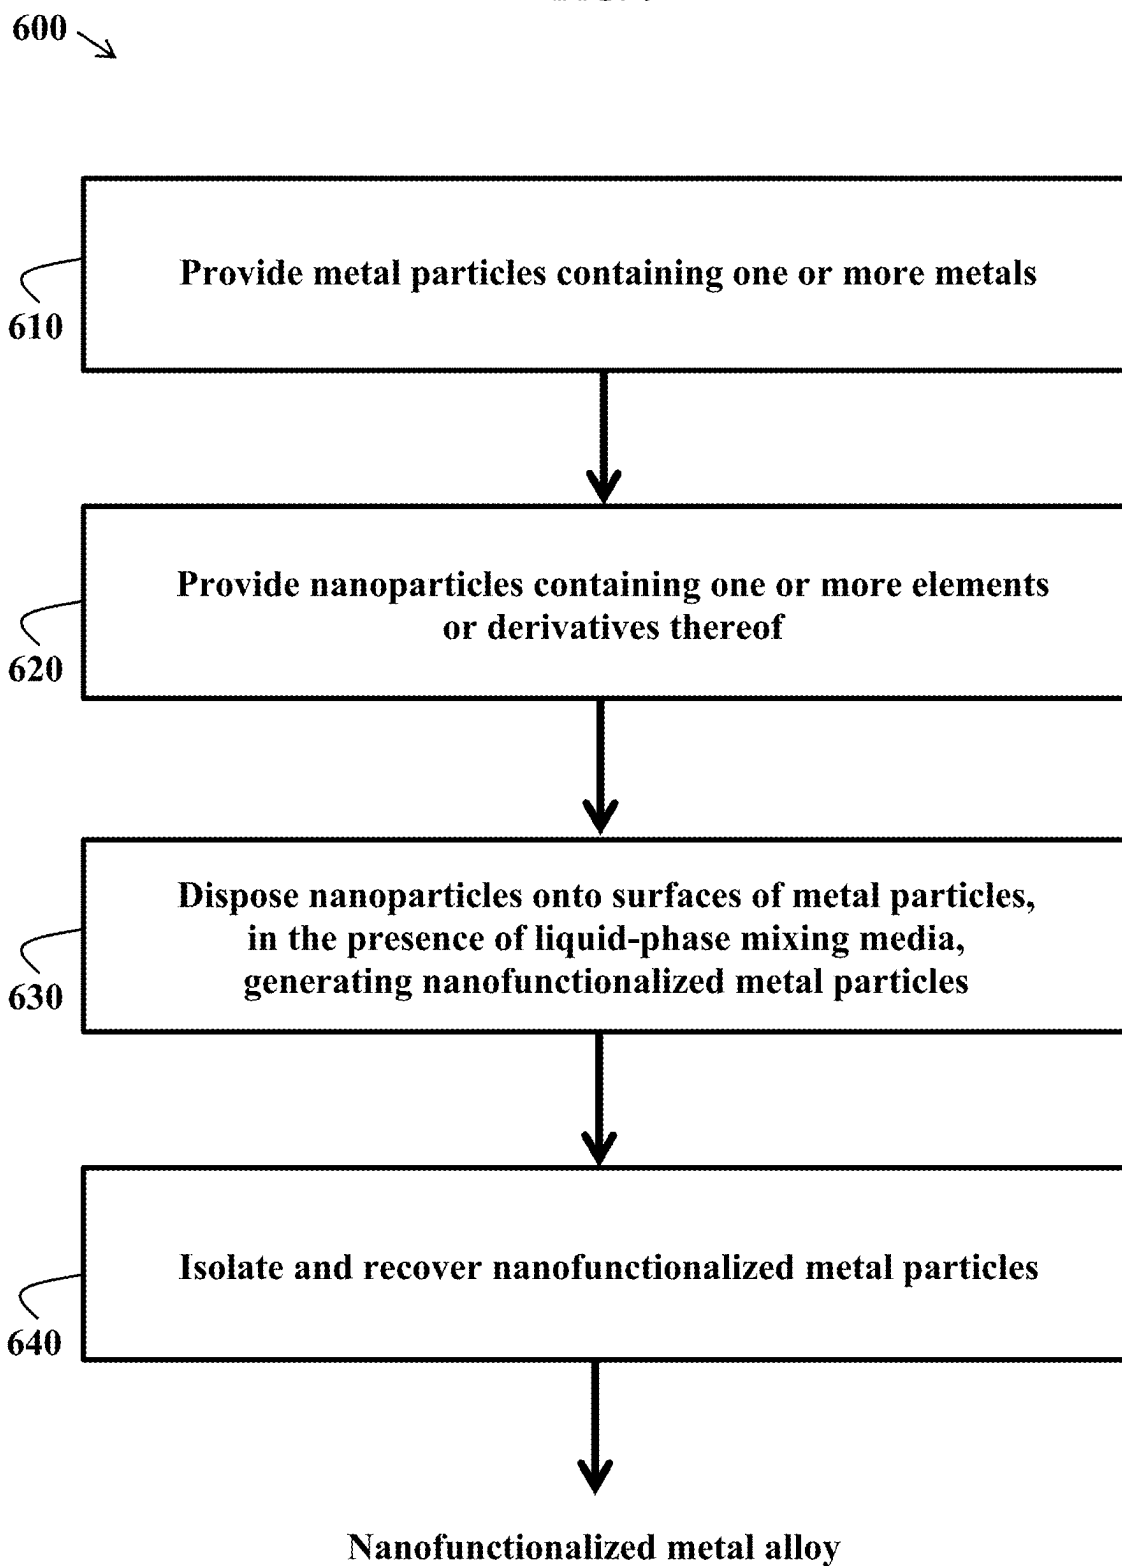 600
Provide metal particles containing one or more metals
610
Provide nanoparticles containing one or more elements
or derivatives thereof
620
Dispose nanoparticles onto surfaces of metal particles,
in the presence of liquid-phase mixing media,
generating nanofunctionalized metal particles
630
Isolate and recover nanofunctionalized metal particles
640
Nanofunctionalized metal alloy